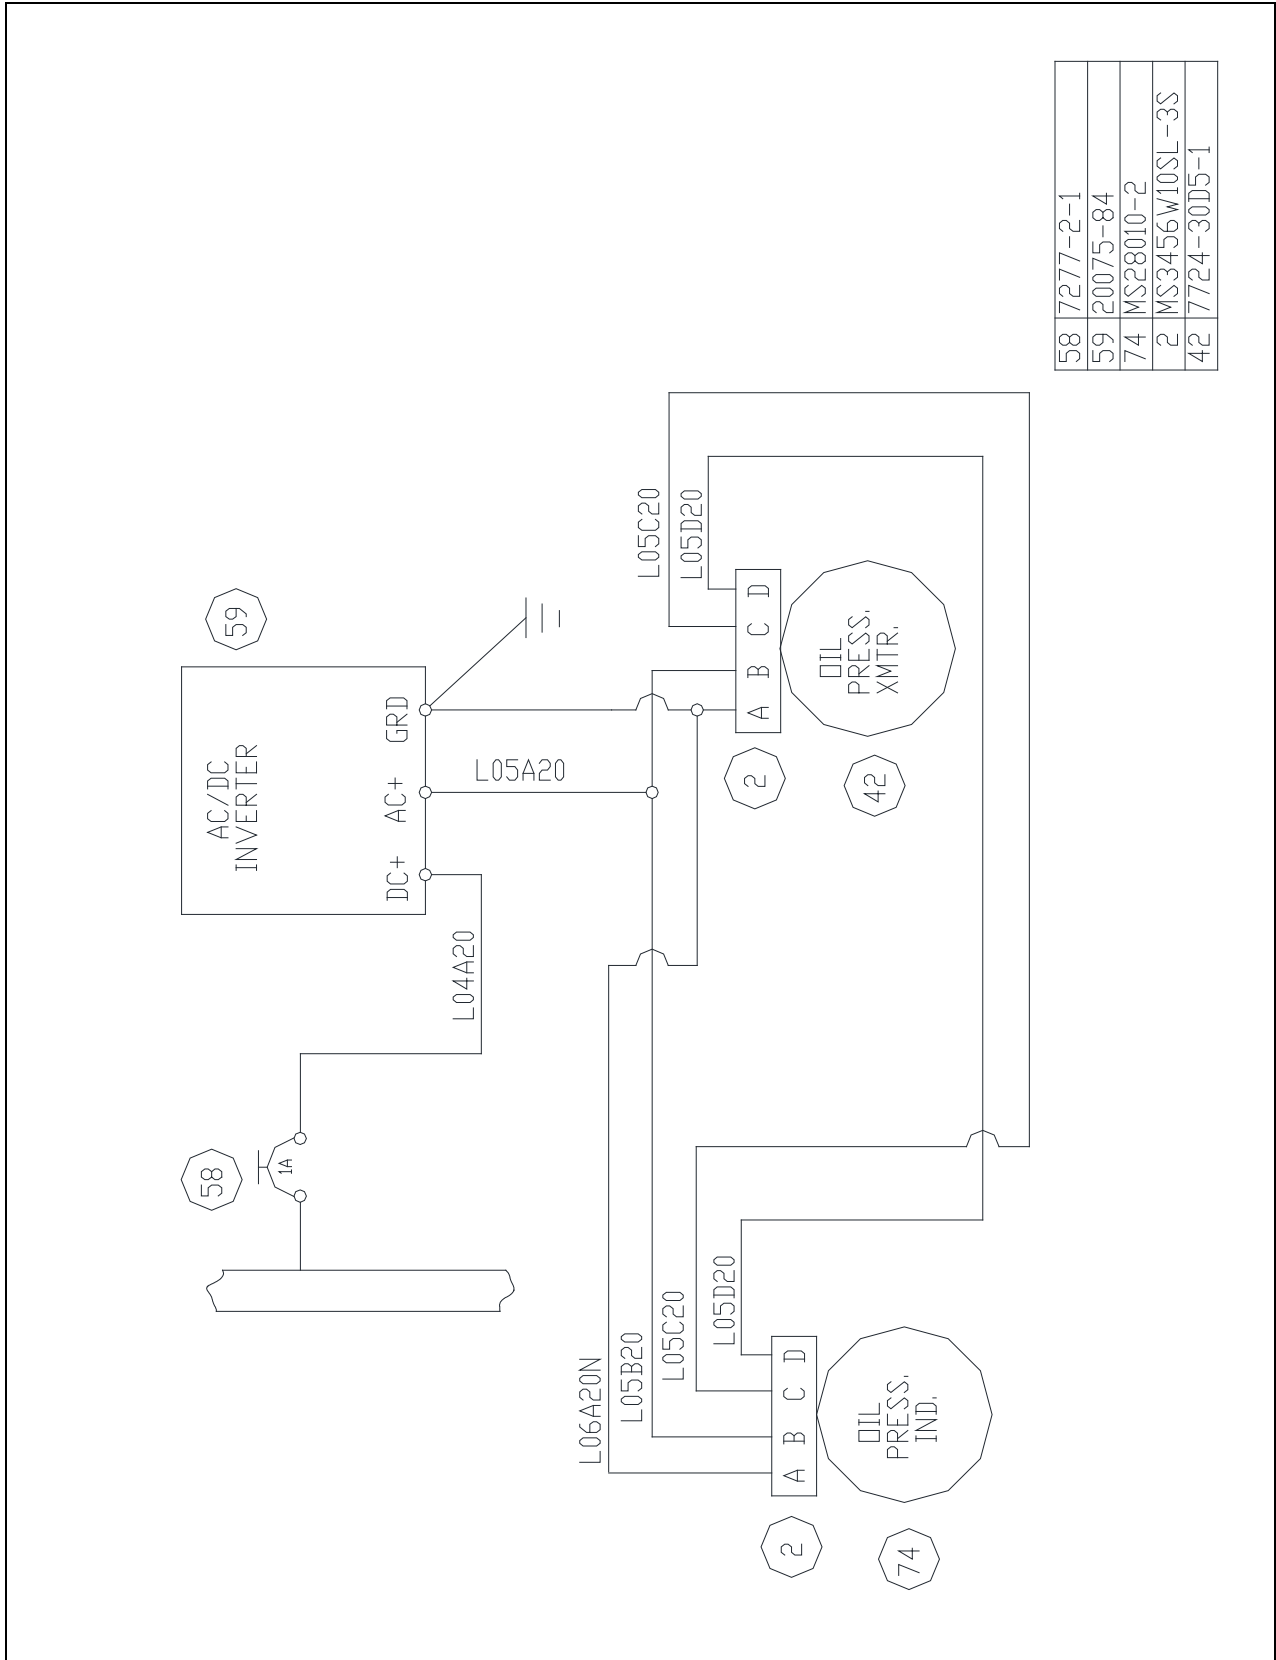 58
1A
L04A20
AC/DC
INVERTER
DC+ AC+ GRD
59
L05A20
L06A20N
L05B20
L05C20
L05D20
L05C20
L05D20
A B C D
2
OIL
PRESS.
IND.
74
A B C D
2
OIL
PRESS.
XMTR.
42
58 7277-2-1
59 20075-84
74 MS28010-2
2 MS3456W10SL-3S
42 7724-30D5-1